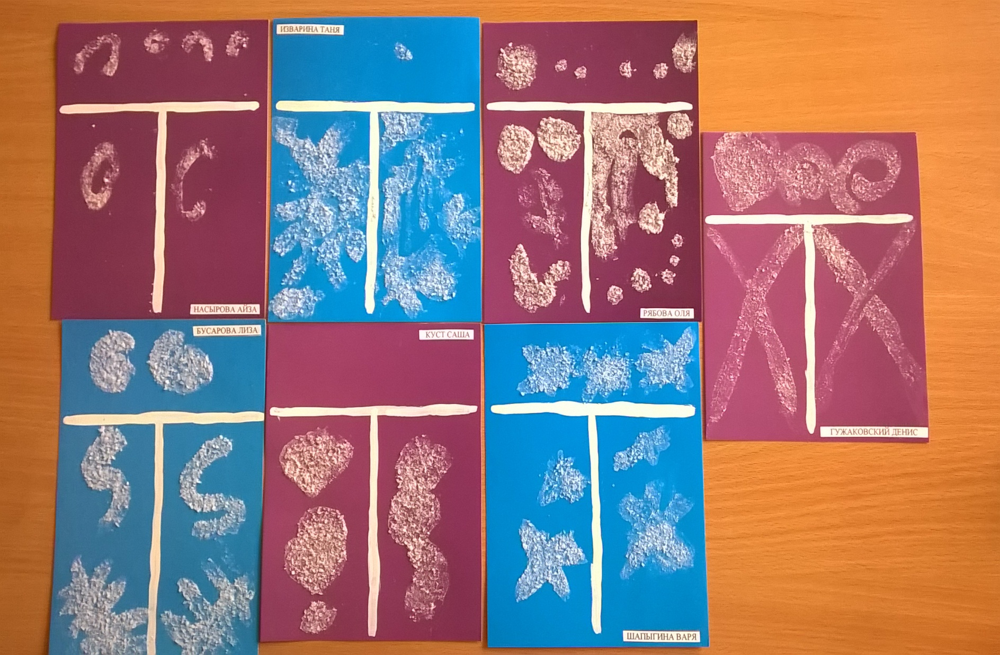 НАСЫРОВА АЙЗА
ИЗВАРИНА ТАНЯ
РЯБОВА ОЛЯ
ГУЖАКОВСКИЙ ДЕНИС
БУСАРОВА ЛИЗА
КУСТ САША
ШАПЫГИНА ВАРЯ